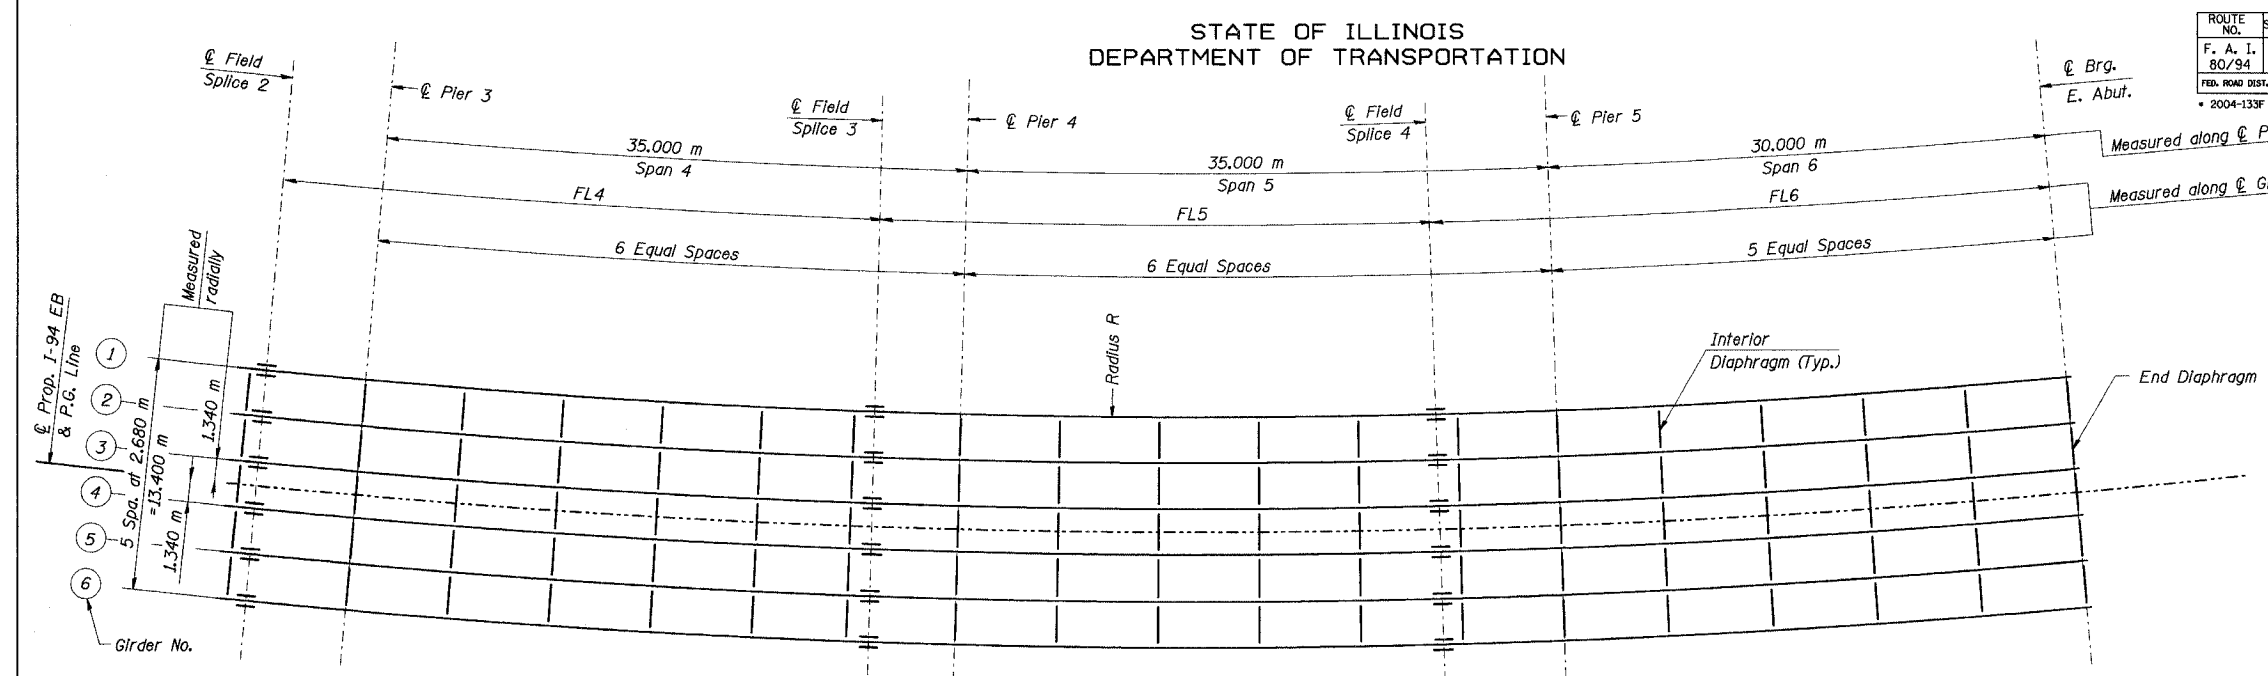 STATE OF ILLINOIS
DEPARTMENT OF TRANSPORTATION
ROUTE NO.
F. A. I.
80/94
FED. ROAD DIST.
* 2004-133F
℄ Field
Splice 2
℄ Pier 3
℄ Field
Splice 3
℄ Pier 4
℄ Field
Splice 4
℄ Pier 5
℄ Brg.
E. Abut.
35.000 m
Span 4
35.000 m
Span 5
30.000 m
Span 6
Measured along ℄
FL4
FL5
FL6
Measured along ℄
6 Equal Spaces
6 Equal Spaces
5 Equal Spaces
Measured
radially
℄ Prop. I-94 EB
& P.G. Line
1
2
3
4
5
6
5 Spa. at 2.680 m
=13.400 m
1.340 m
1.340 m
Radius R
Interior
Diaphragm (Typ.)
End Diaphragm
Girder No.